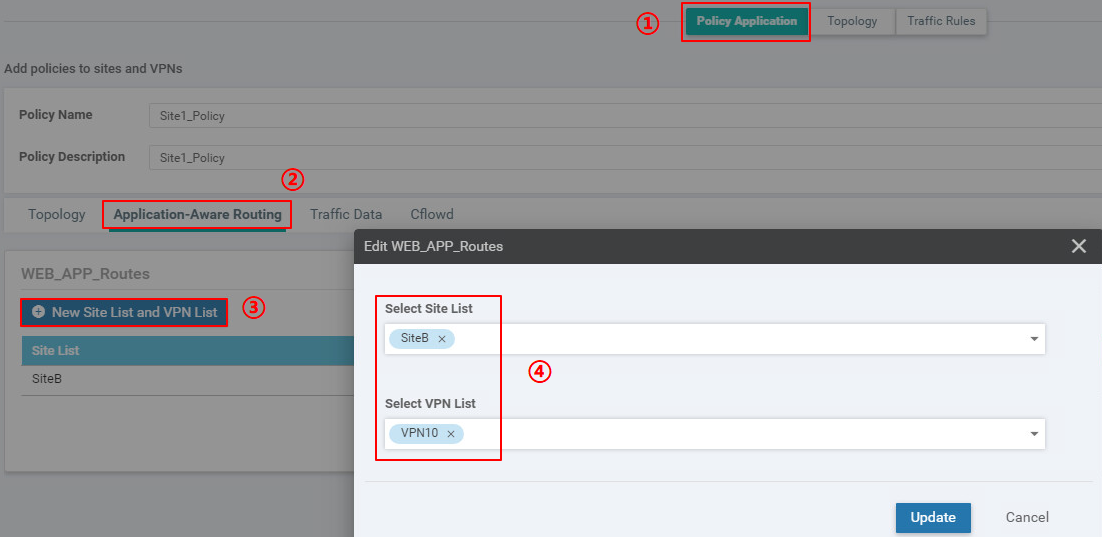 ① Policy Application Topology Traffic Rules
Add policies to sites and VPNs
Policy Name Site1_Policy
Policy Description Site1_Policy
②
Topology Application-Aware Routing Traffic Data Cflowd
WEB_APP_Routes
New Site List and VPN List ③
Site List
SiteB
Edit WEB_APP_Routes
Select Site List
SiteB
④
Select VPN List
VPN10
Update Cancel